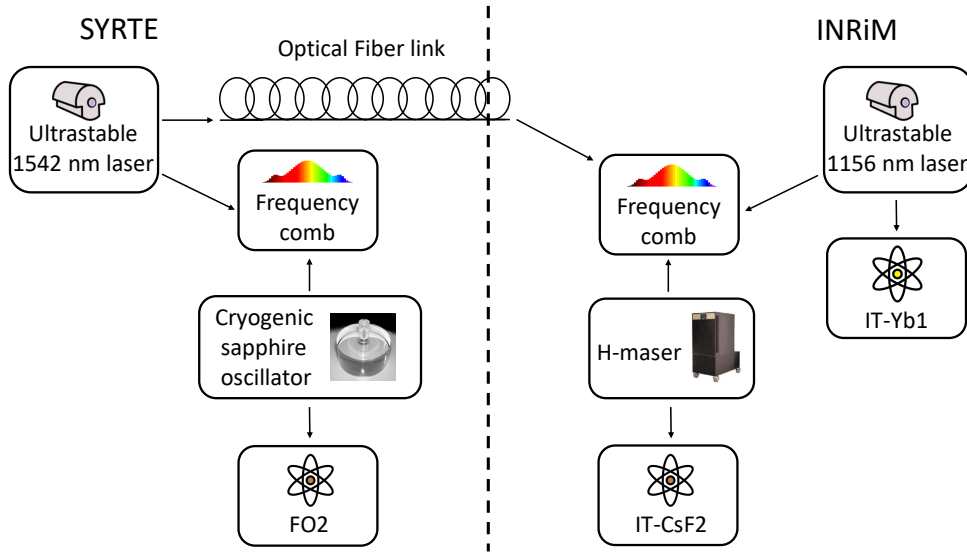 SYRTE
INRiM
Optical Fiber link
Ultrastable
1542 nm laser
Ultrastable
1156 nm laser
Frequency
comb
Frequency
comb
IT-Yb1
Cryogenic
sapphire
oscillator
H-maser
FO2
IT-CsF2